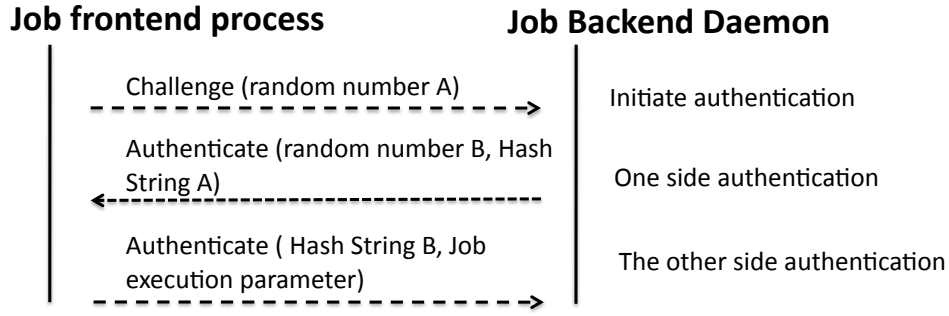 Job frontend process
Job Backend Daemon
Challenge (random number A)
Initiate authentication
Authenticate (random number B, Hash
String A)
One side authentication
Authenticate ( Hash String B, Job
execution parameter)
The other side authentication